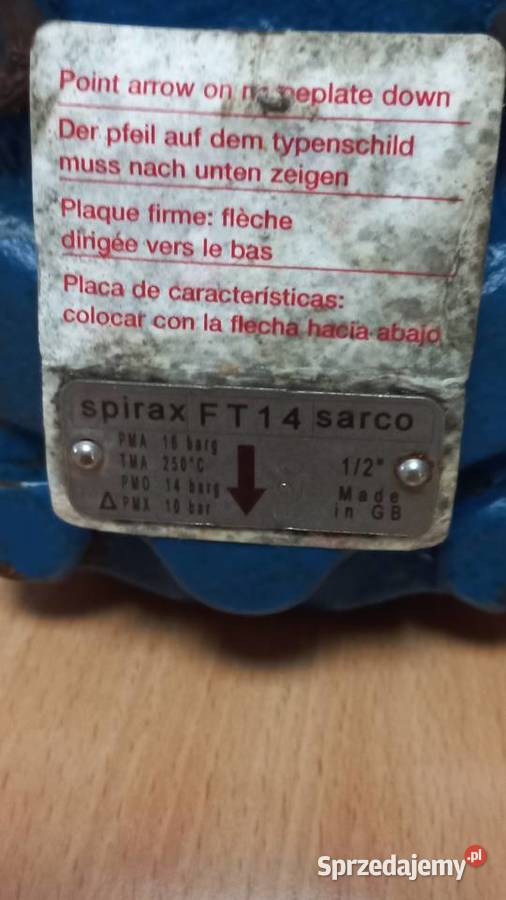 Point arrow on nameplate down
Der pfeil auf dem typenschild
muss nach unten zeigen
Plaque firme: flèche
dirigée vers le bas
Placa de características:
colocar con la flecha hacia abajo
spirax FT14 sarco
PMA 16 barg
TMA 250°C
PMO 14 barg
Δ PMX 10 bar
1/2"
Made
in GB
Sprzedajemy.pl